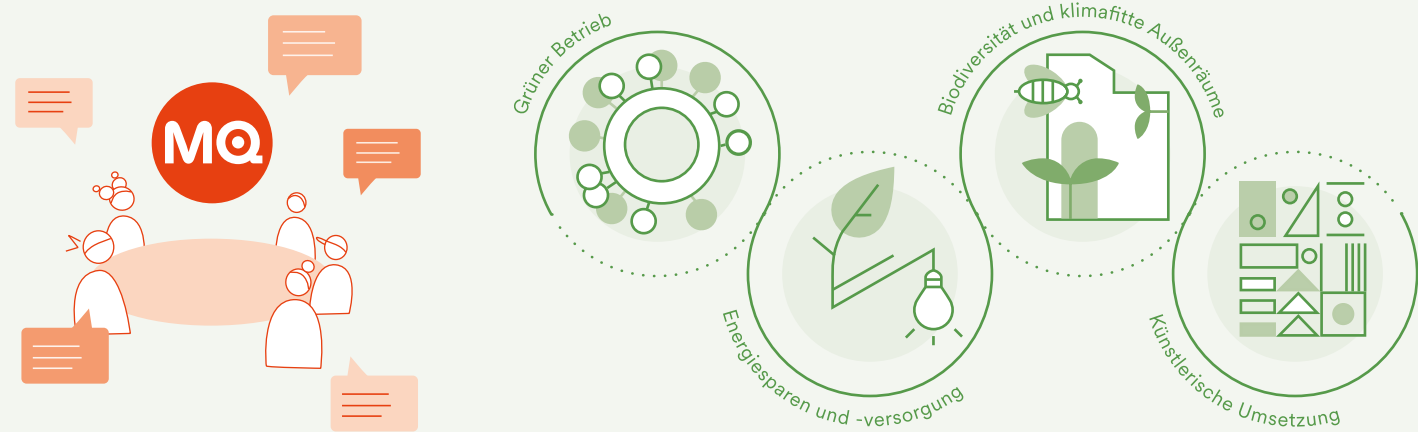 MQ
Grüner Betrieb
Energiesparen und -versorgung
Biodiversität und klimafitte Außenräume
Künstlerische Umsetzung